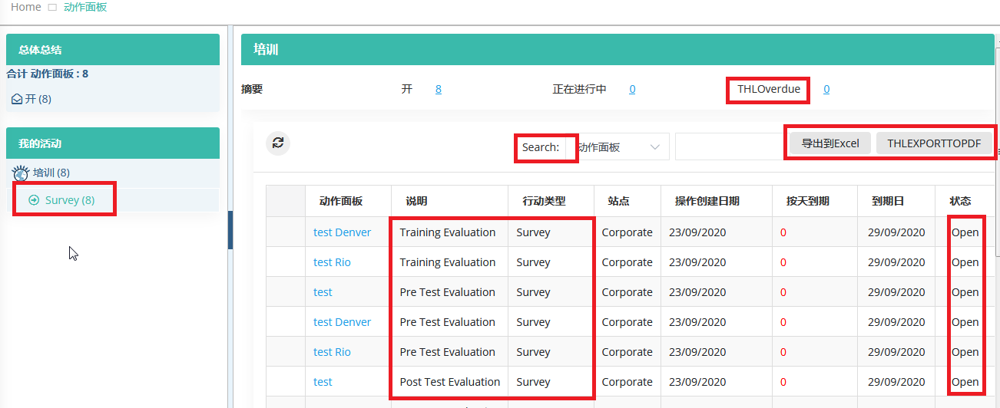 Home 动作面板
总体总结
合计 动作面板 : 8
开 (8)
我的活动
培训 (8)
Survey (8)
培训
摘要 开 8 正在进行中 0 THLOverdue 0
Search: 动作面板 导出到Excel THLEXPORTTOPDF
动作面板 说明 行动类型 站点 操作创建日期 按天到期 到期日 状态
test Denver Training Evaluation Survey Corporate 23/09/2020 0 29/09/2020 Open
test Rio Training Evaluation Survey Corporate 23/09/2020 0 29/09/2020 Open
test Pre Test Evaluation Survey Corporate 23/09/2020 0 29/09/2020 Open
test Denver Pre Test Evaluation Survey Corporate 23/09/2020 0 29/09/2020 Open
test Rio Pre Test Evaluation Survey Corporate 23/09/2020 0 29/09/2020 Open
test Post Test Evaluation Survey Corporate 23/09/2020 0 29/09/2020 Open